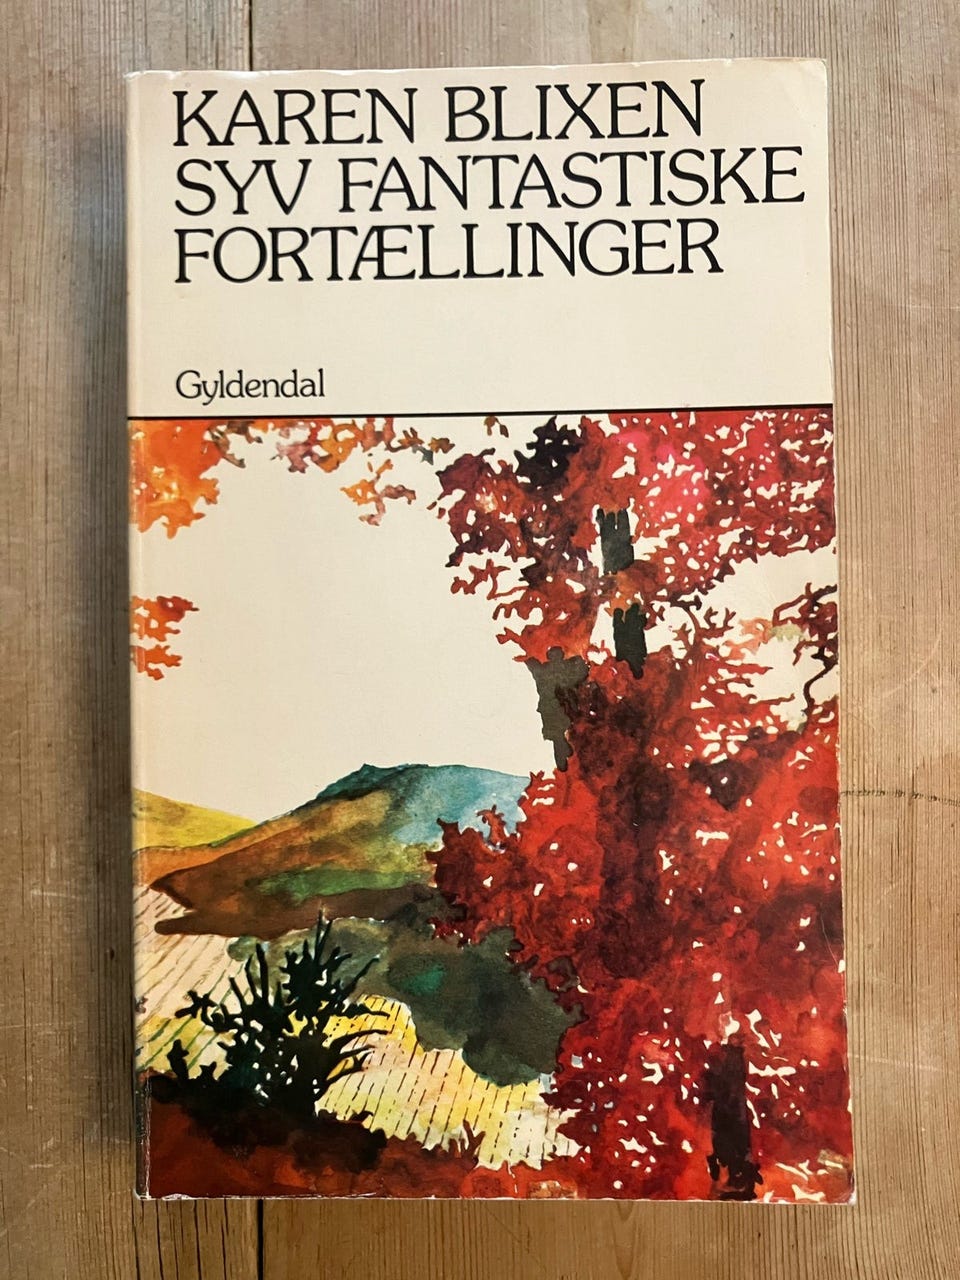 KAREN BLIXEN
SYV FANTASTISKE
FORTÆLLINGER
Gyldendal